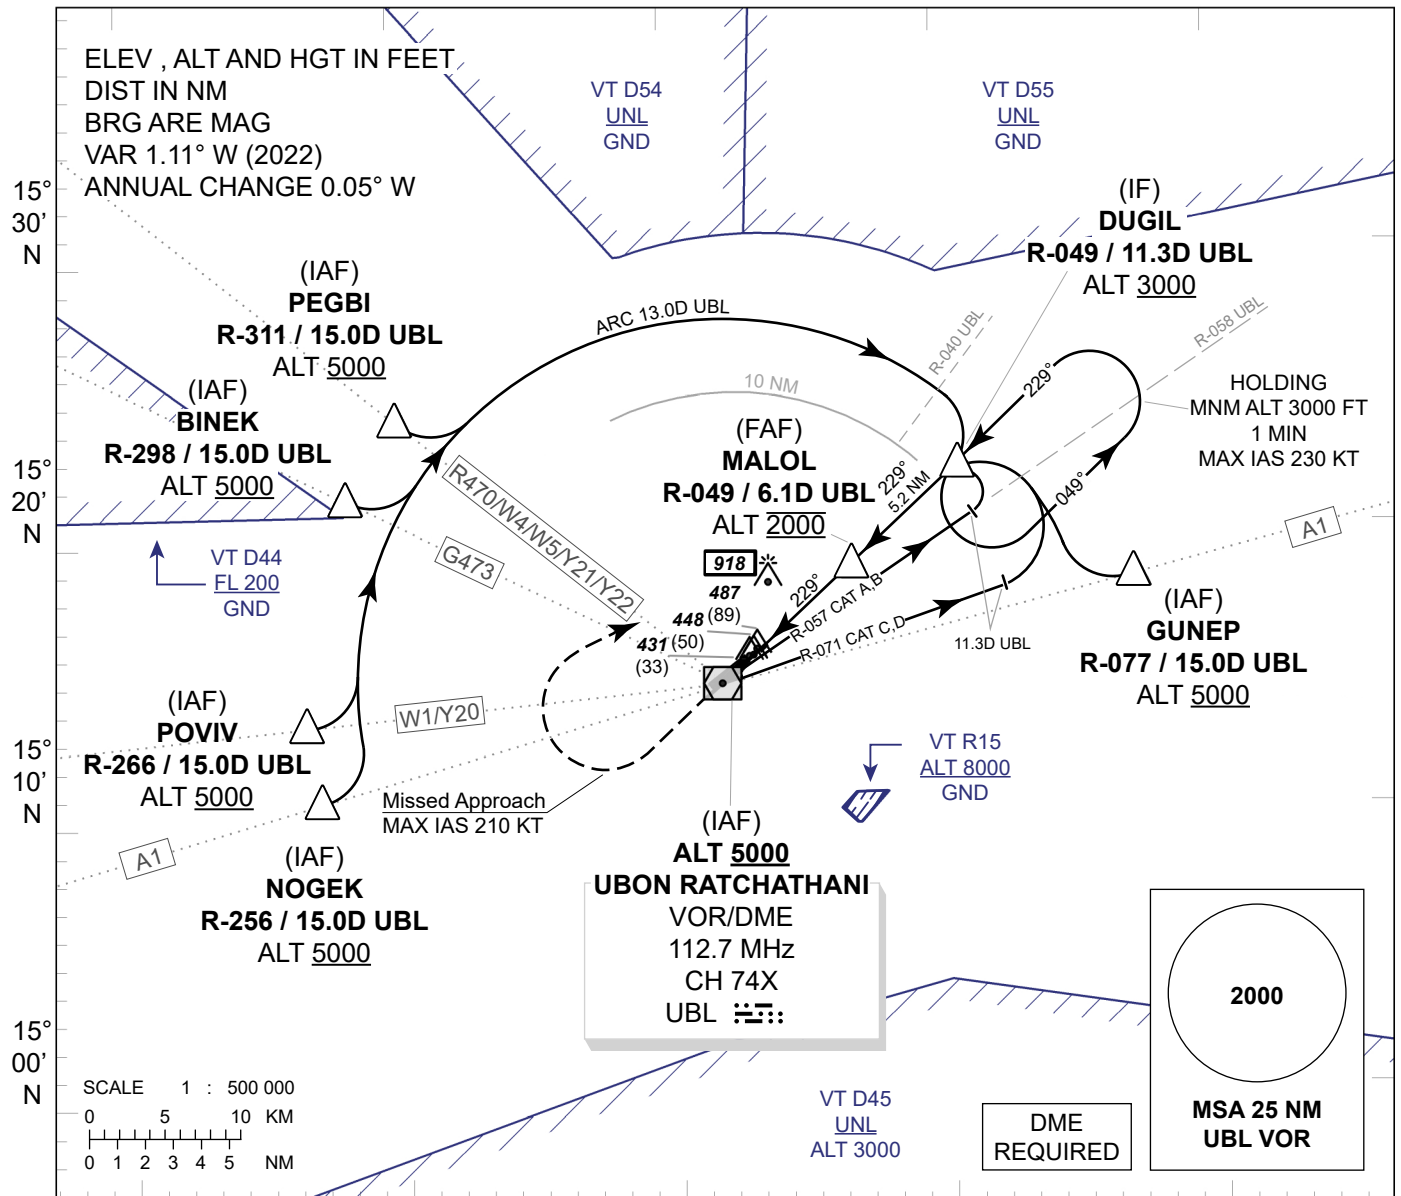 ELEV , ALT AND HGT IN FEET
DIST IN NM
BRG ARE MAG
VAR 1.11° W (2022)
ANNUAL CHANGE 0.05° W
VT D54
UNL
GND
VT D55
UNL
GND
15°
30'
N
(IF)
DUGIL
R-049 / 11.3D UBL
ALT 3000
(IAF)
PEGBI
R-311 / 15.0D UBL
ALT 5000
ARC 13.0D UBL
R-040 UBL
R-058 UBL
10 NM
229°
HOLDING
MNM ALT 3000 FT
1 MIN
MAX IAS 230 KT
(IAF)
BINEK
R-298 / 15.0D UBL
ALT 5000
(FAF)
MALOL
R-049 / 6.1D UBL
ALT 2000
229°
5.2 NM
049°
15°
20'
N
R470/W4/W5/Y21/Y22
G473
A1
VT D44
FL 200
GND
918
487
(89)
448
(50)
431
(33)
229°
R-057 CAT A,B
R-071 CAT C,D
11.3D UBL
(IAF)
GUNEP
R-077 / 15.0D UBL
ALT 5000
(IAF)
POVIV
R-266 / 15.0D UBL
ALT 5000
W1/Y20
15°
10'
N
VT R15
ALT 8000
GND
Missed Approach
MAX IAS 210 KT
A1
(IAF)
NOGEK
R-256 / 15.0D UBL
ALT 5000
(IAF)
ALT 5000
UBON RATCHATHANI
VOR/DME
112.7 MHz
CH 74X
UBL
2000
MSA 25 NM
UBL VOR
15°
00'
N
SCALE 1 : 500 000
0 5 10 KM
0 1 2 3 4 5 NM
VT D45
UNL
ALT 3000
DME
REQUIRED